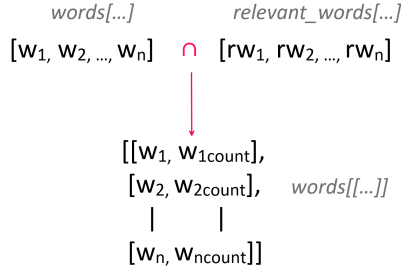 words[...] relevant_words[...]
[w1, w2, ..., wn] ∩ [rw1, rw2, ..., rwn]
[[w1, w1count],
[w2, w2count], words[[...]]
| |
[wn, wncount]]